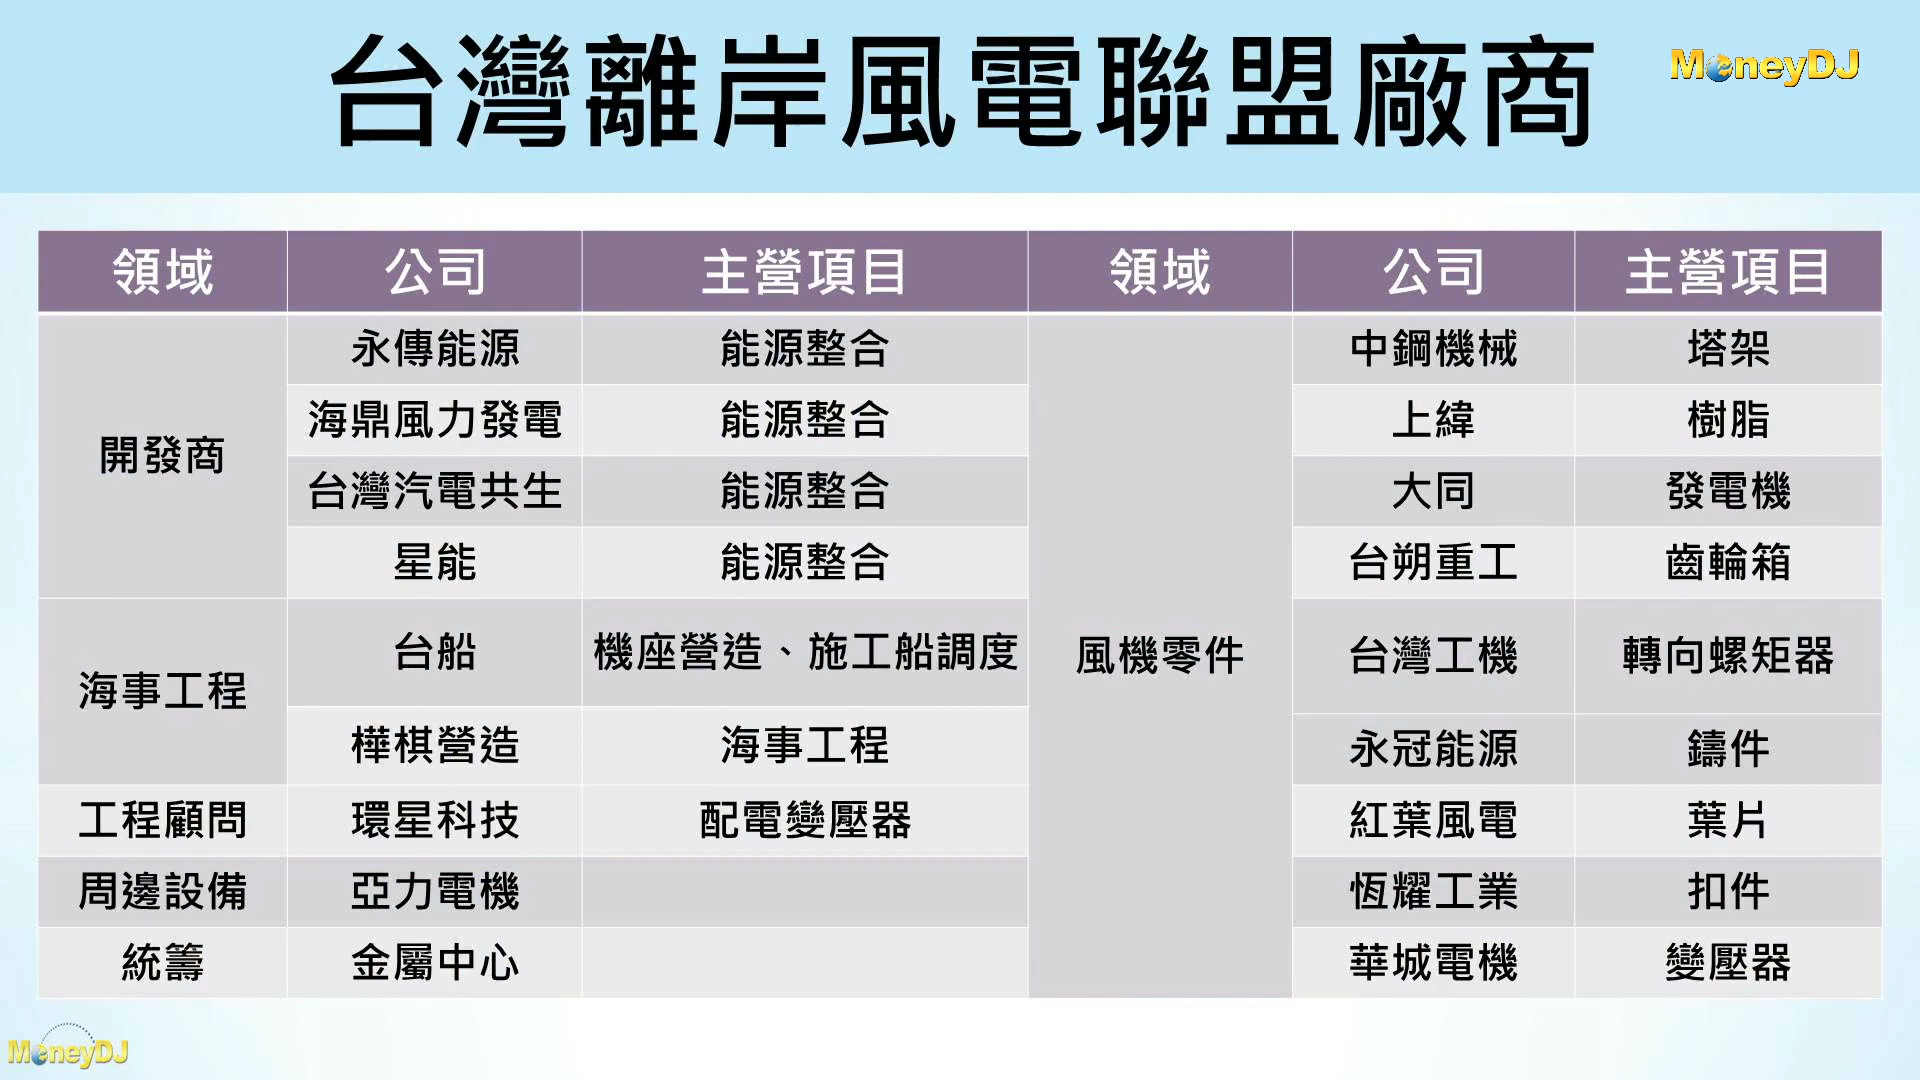 台灣離岸風電聯盟廠商
MoneyDJ
領域 公司 主營項目 領域 公司 主營項目
開發商 永傳能源 能源整合 風機零件 中鋼機械 塔架
海鼎風力發電 能源整合 上緯 樹脂
台灣汽電共生 能源整合 大同 發電機
星能 能源整合 台朔重工 齒輪箱
海事工程 台船 機座營造、施工船調度 台灣工機 轉向螺矩器
樺棋營造 海事工程 永冠能源 鑄件
工程顧問 環星科技 配電變壓器 紅葉風電 葉片
周邊設備 亞力電機 恆耀工業 扣件
統籌 金屬中心 華城電機 變壓器
MoneyDJ